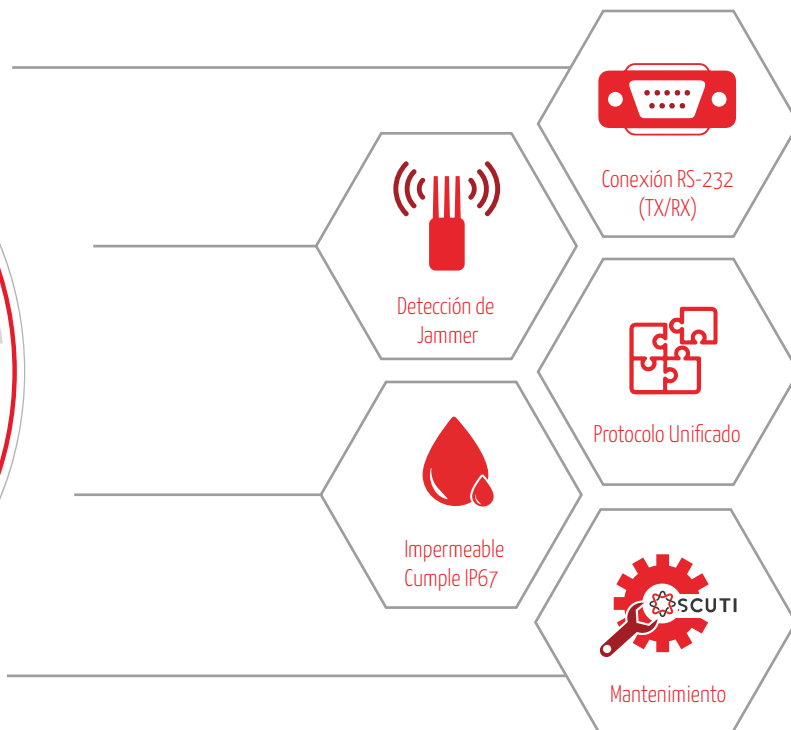 Conexión RS-232
(TX/RX)
Detección de
Jammer
Protocolo Unificado
Impermeable
Cumple IP67
SCUTI
Mantenimiento